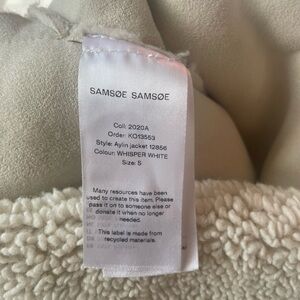 SAMSØE SAMSØE
Coll: 2020A
Order: KO13553
Style: Aylin jacket 12856
Colour: WHISPER WHITE
Size: S
Many resources have been
used to create this item. Please
pass it on to someone else or
donate it when no longer
needed.
This label is made from
recycled materials.